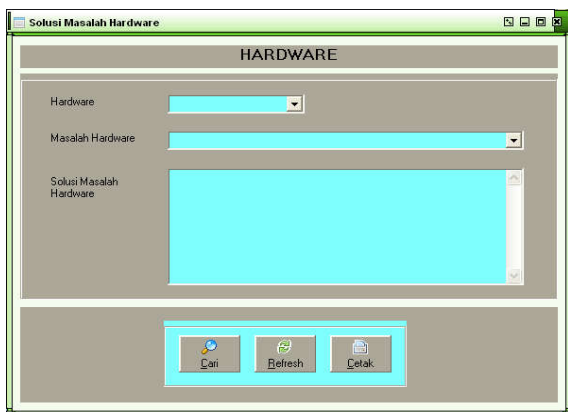 Solusi Masalah Hardware
HARDWARE
Hardware
Masalah Hardware
Solusi Masalah
Hardware
Cari
Refresh
Cetak